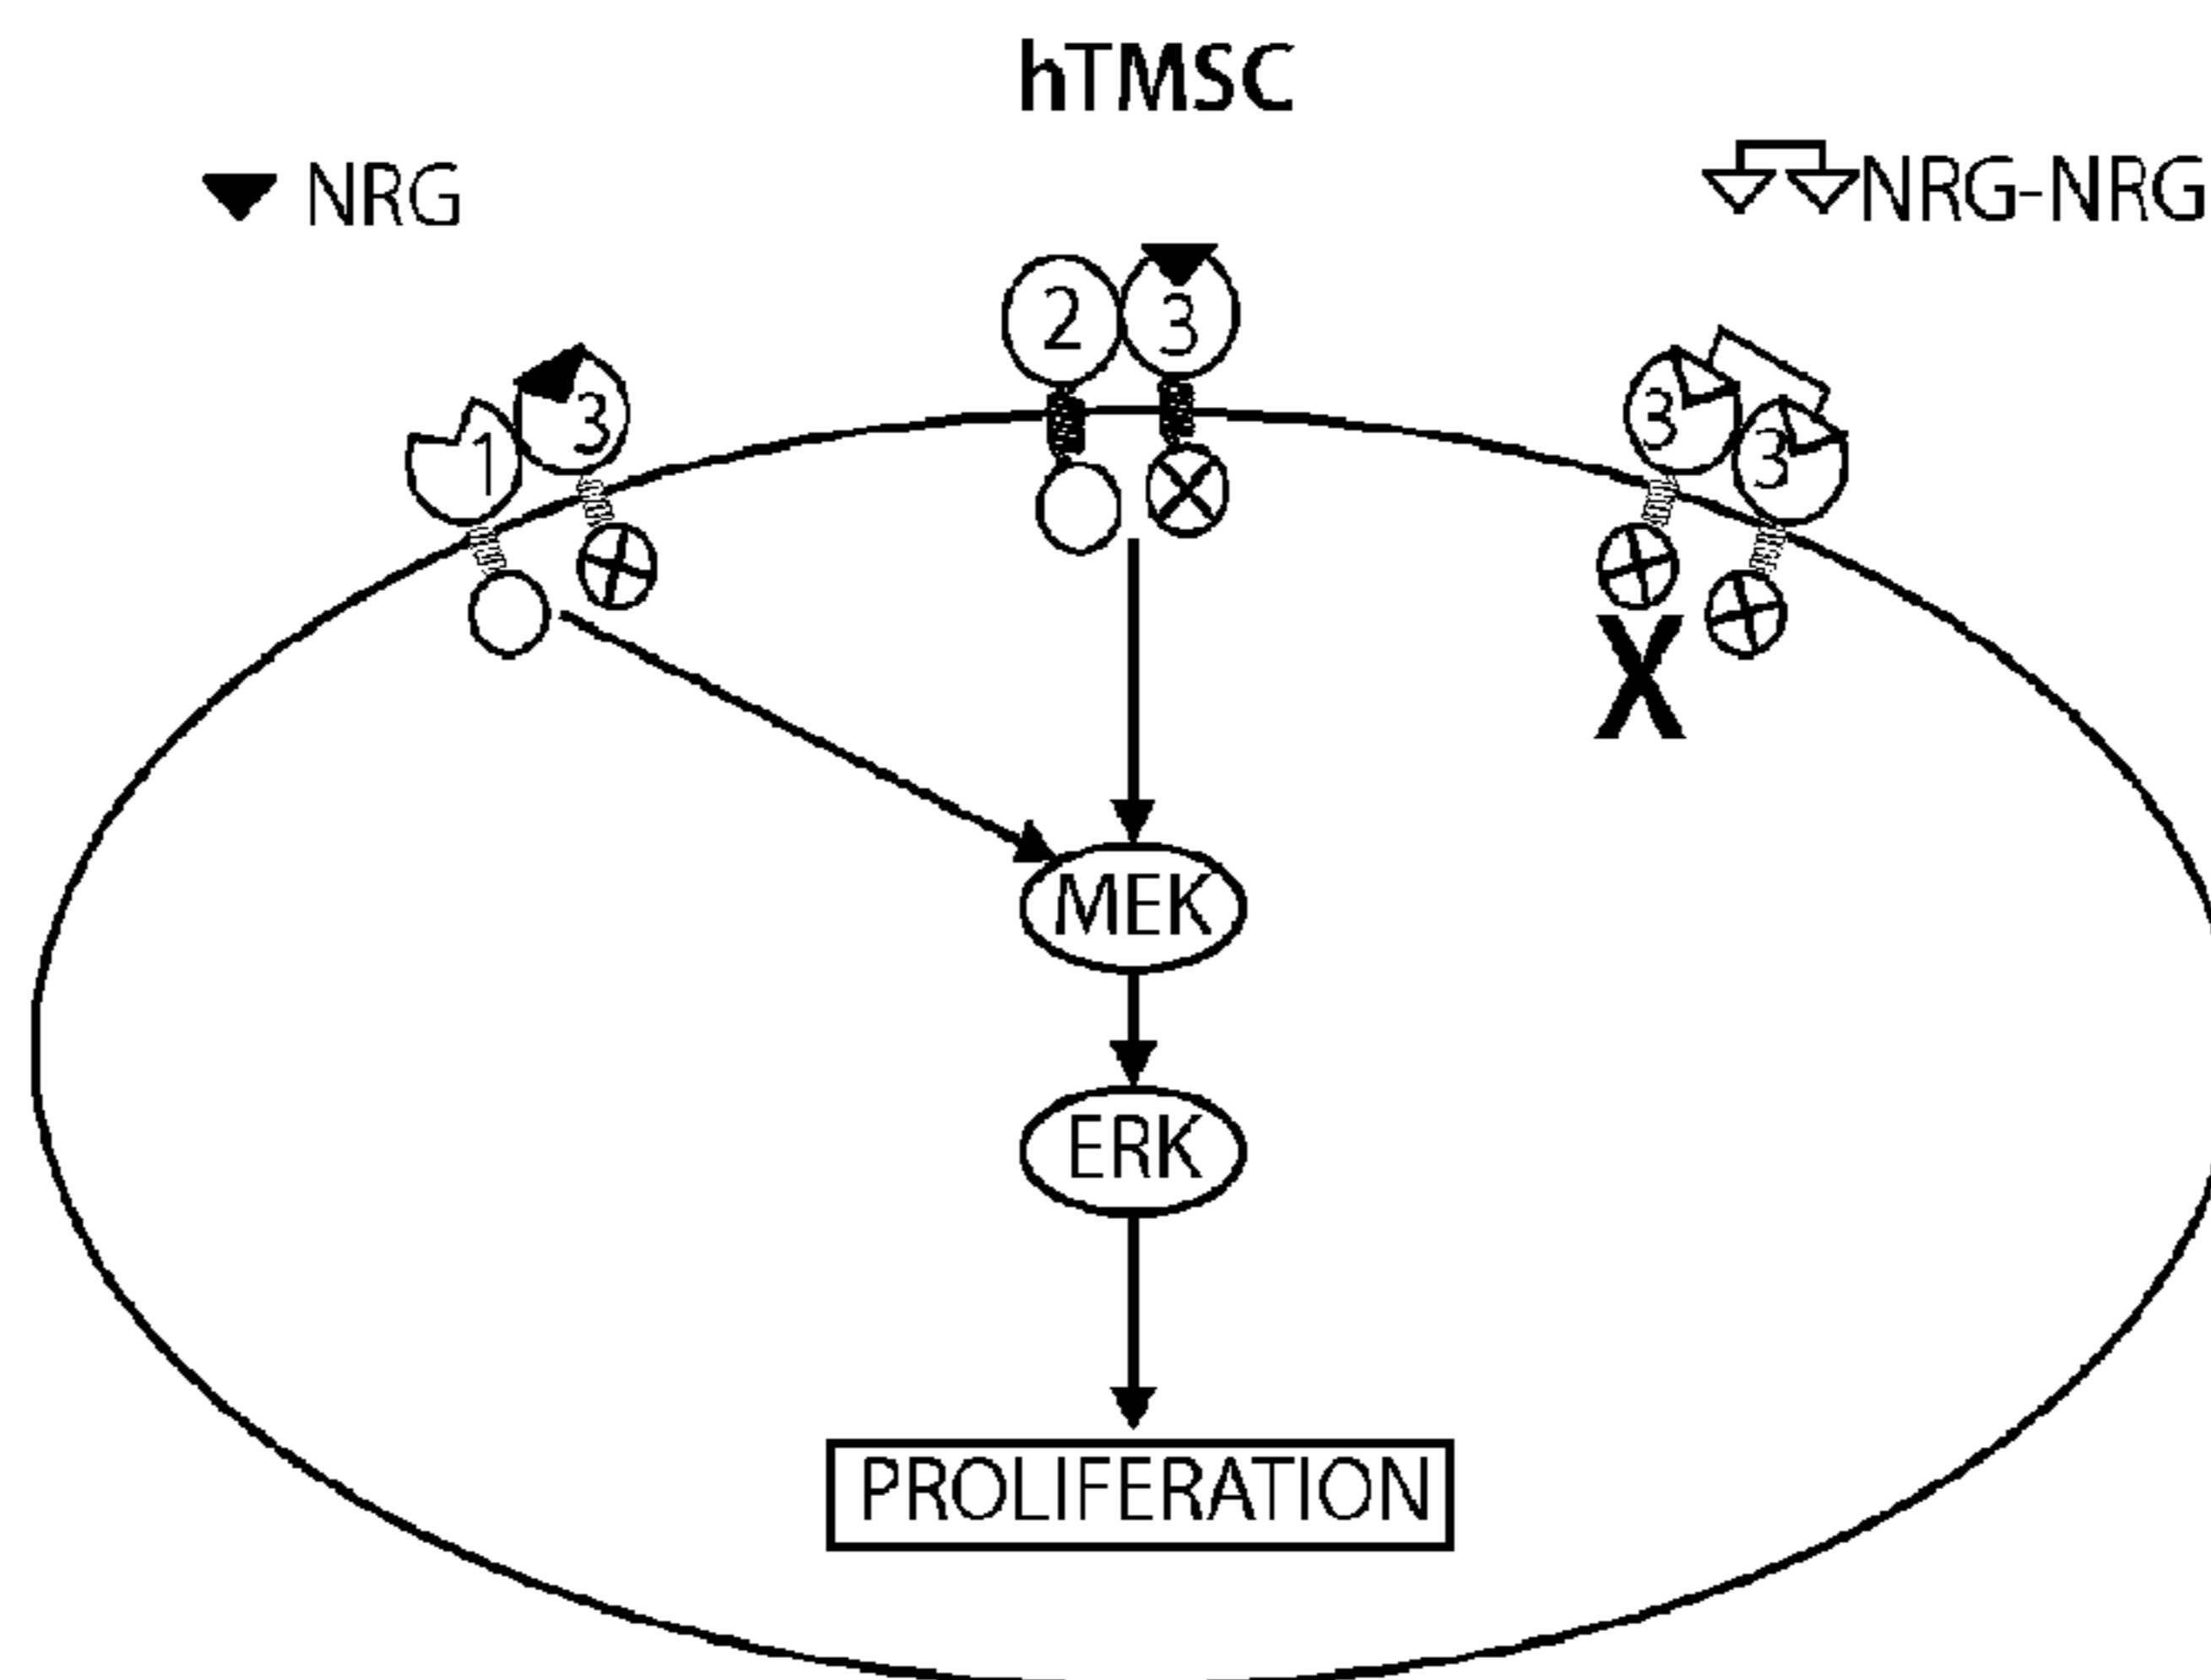 hTMSC
NRG
NRG-NRG
2 3
1 3
3 3
X
MEK
ERK
PROLIFERATION